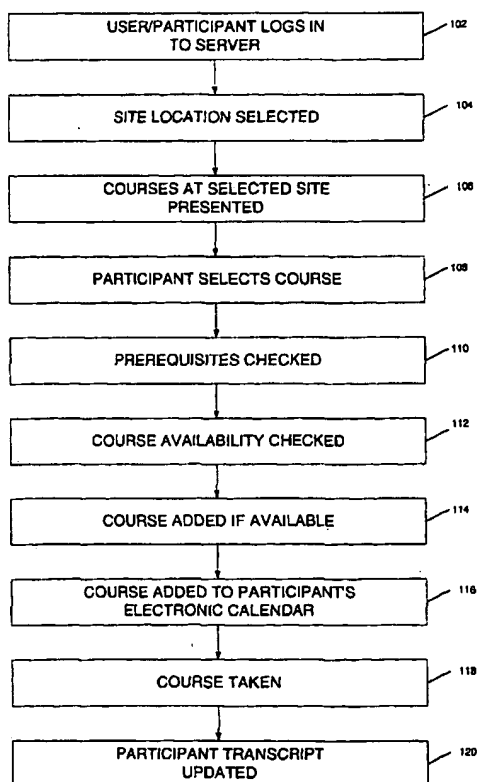 USER/PARTICIPANT LOGS IN
TO SERVER
102
SITE LOCATION SELECTED
104
COURSES AT SELECTED SITE
PRESENTED
106
PARTICIPANT SELECTS COURSE
108
PREREQUISITES CHECKED
110
COURSE AVAILABILITY CHECKED
112
COURSE ADDED IF AVAILABLE
114
COURSE ADDED TO PARTICIPANT'S
ELECTRONIC CALENDAR
116
COURSE TAKEN
118
PARTICIPANT TRANSCRIPT
UPDATED
120